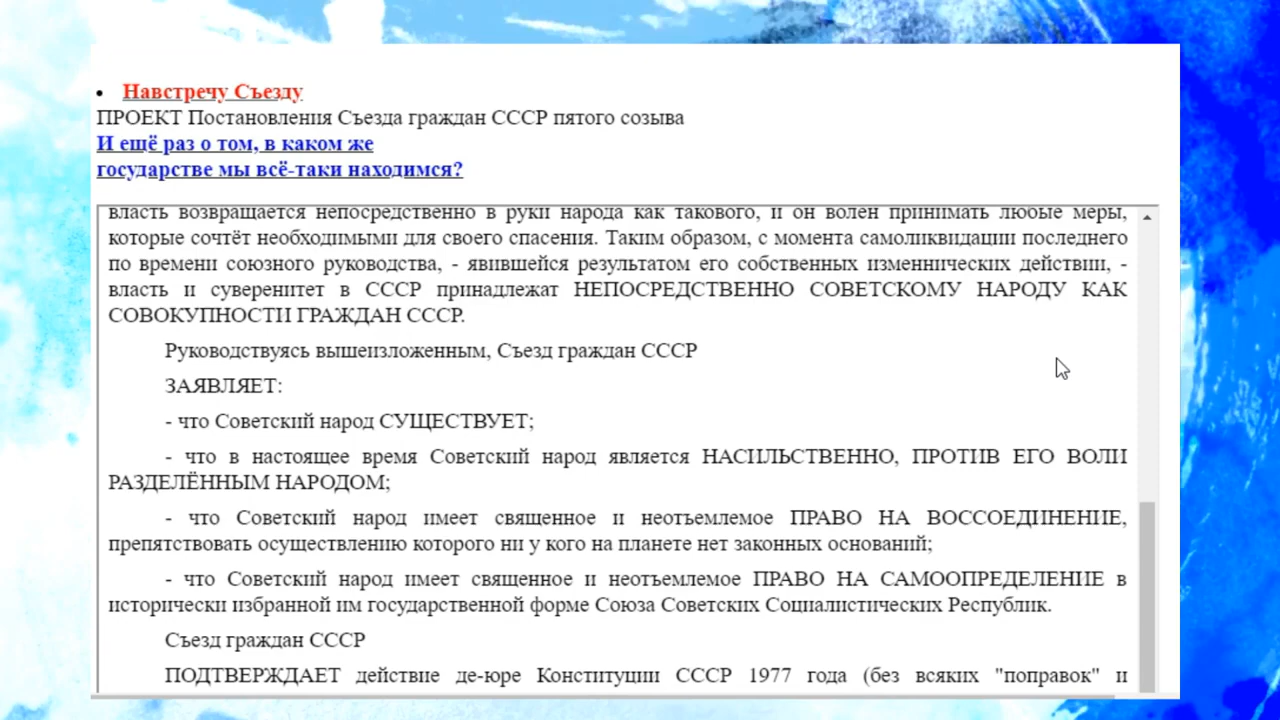 • Навстречу Съезду
ПРОЕКТ Постановления Съезда граждан СССР пятого созыва
И ещё раз о том, в каком же
государстве мы всё-таки находимся?
власть возвращается непосредственно в руки народа как такового, и он волен принимать любые меры,
которые сочтёт необходимыми для своего спасения. Таким образом, с момента самоликвидации последнего
по времени союзного руководства, - явившейся результатом его собственных изменнических действии, -
власть и суверенитет в СССР принадлежат НЕПОСРЕДСТВЕННО СОВЕТСКОМУ НАРОДУ КАК
СОВОКУПНОСТИ ГРАЖДАН СССР.
Руководствуясь вышеизложенным, Съезд граждан СССР
ЗАЯВЛЯЕТ:
- что Советский народ СУЩЕСТВУЕТ;
- что в настоящее время Советский народ является НАСИЛЬСТВЕННО, ПРОТИВ ЕГО ВОЛИ
РАЗДЕЛЁННЫМ НАРОДОМ;
- что Советский народ имеет священное и неотъемлемое ПРАВО НА ВОССОЕДИНЕНИЕ,
препятствовать осуществлению которого ни у кого на планете нет законных оснований;
- что Советский народ имеет священное и неотъемлемое ПРАВО НА САМООПРЕДЕЛЕНИЕ в
исторически избранной им государственной форме Союза Советских Социалистических Республик.
Съезд граждан СССР
ПОДТВЕРЖДАЕТ действие де-юре Конституции СССР 1977 года (без всяких "поправок" и